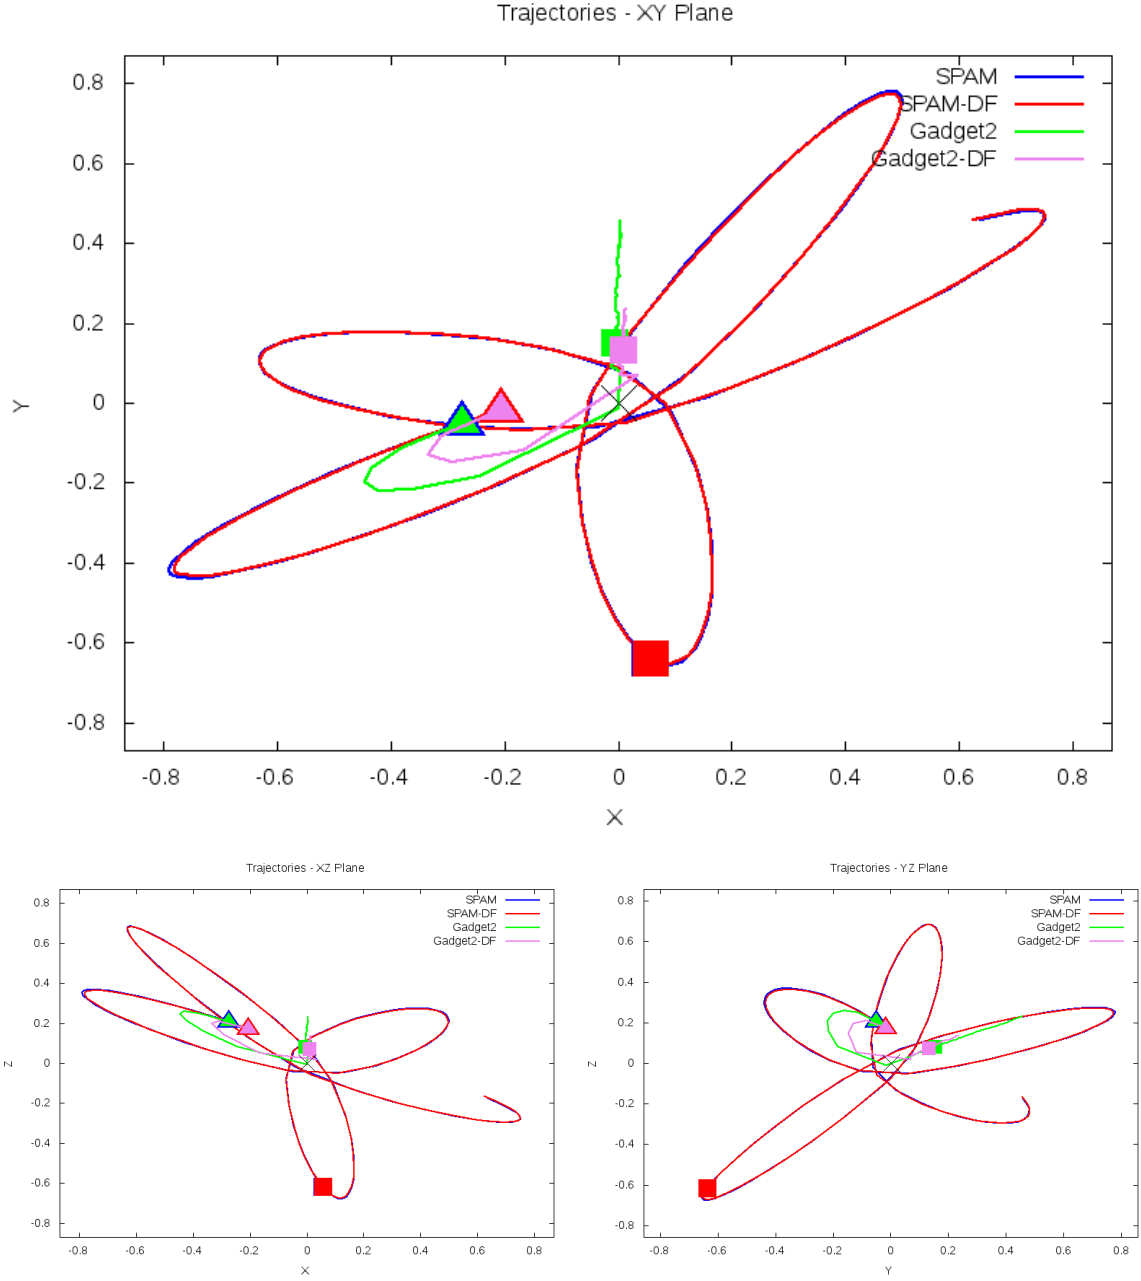 Trajectories - XY Plane
SPAM
SPAM-DF
Gadget2
Gadget2-DF
0.8
0.6
0.4
0.2
0
-0.2
-0.4
-0.6
-0.8
Y
-0.8 -0.6 -0.4 -0.2 0 0.2 0.4 0.6 0.8
X
Trajectories - XZ Plane
SPAM
SPAM-DF
Gadget2
Gadget2-DF
0.8
0.6
0.4
0.2
0
-0.2
-0.4
-0.6
-0.8
Z
-0.8 -0.6 -0.4 -0.2 0 0.2 0.4 0.6 0.8
X
Trajectories - YZ Plane
SPAM
SPAM-DF
Gadget2
Gadget2-DF
0.8
0.6
0.4
0.2
0
-0.2
-0.4
-0.6
-0.8
Z
-0.8 -0.6 -0.4 -0.2 0 0.2 0.4 0.6 0.8
Y